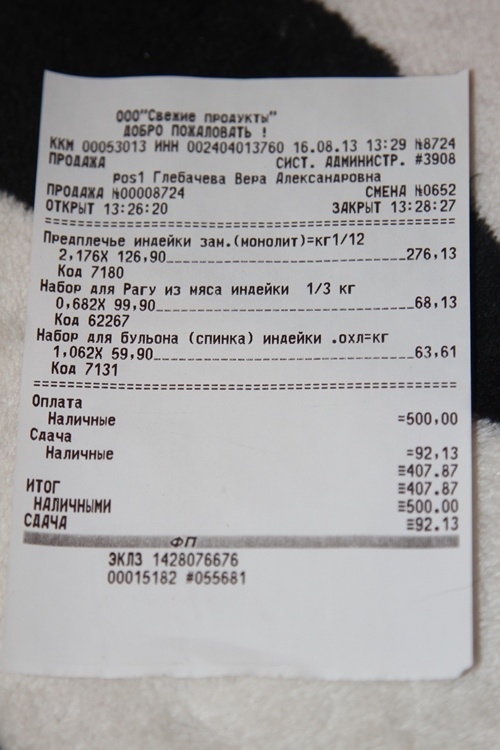 ООО"Свежие продукты"
ДОБРО ПОЖАЛОВАТЬ !
ККМ 00053013 ИНН 002404013760 16.08.13 13:29 №8724
ПРОДАЖА СИСТ. АДМИНИСТР. #3908
pos1 Глебачева Вера Александровна
ПРОДАЖА №00008724 СМЕНА №0652
ОТКРЫТ 13:26:20 ЗАКРЫТ 13:28:27
Предплечье индейки зам.(монолит)=кг1/12
2,176X 126,90 276,13
Код 7180
Набор для Рагу из мяса индейки 1/3 кг
0,682X 99,90 68,13
Код 62267
Набор для бульона (спинка) индейки .охл=кг
1,062X 59,90 63,61
Код 7131
Оплата
Наличные =500,00
Сдача
Наличные =92,13
≡407.87
ИТОГ ≡407.87
НАЛИЧНЫМИ ≡500.00
СДАЧА ≡92.13
ФП
ЭКЛЗ 1428076676
00015182 #055681